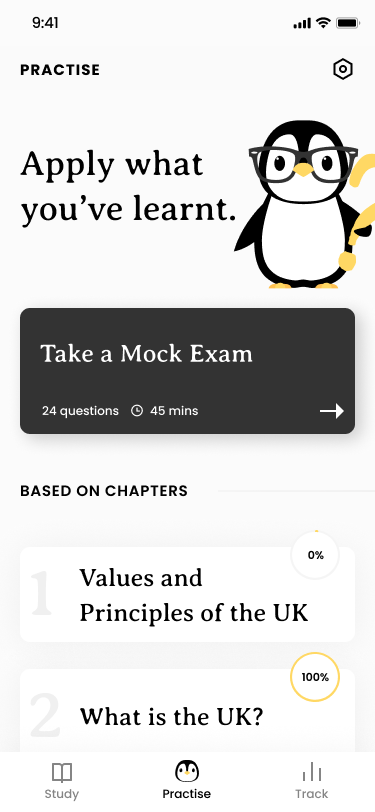 9:41
PRACTISE
Apply what
you’ve learnt.
Take a Mock Exam
24 questions 45 mins
BASED ON CHAPTERS
0%
1
Values and
Principles of the UK
100%
2
What is the UK?
Study Practise Track